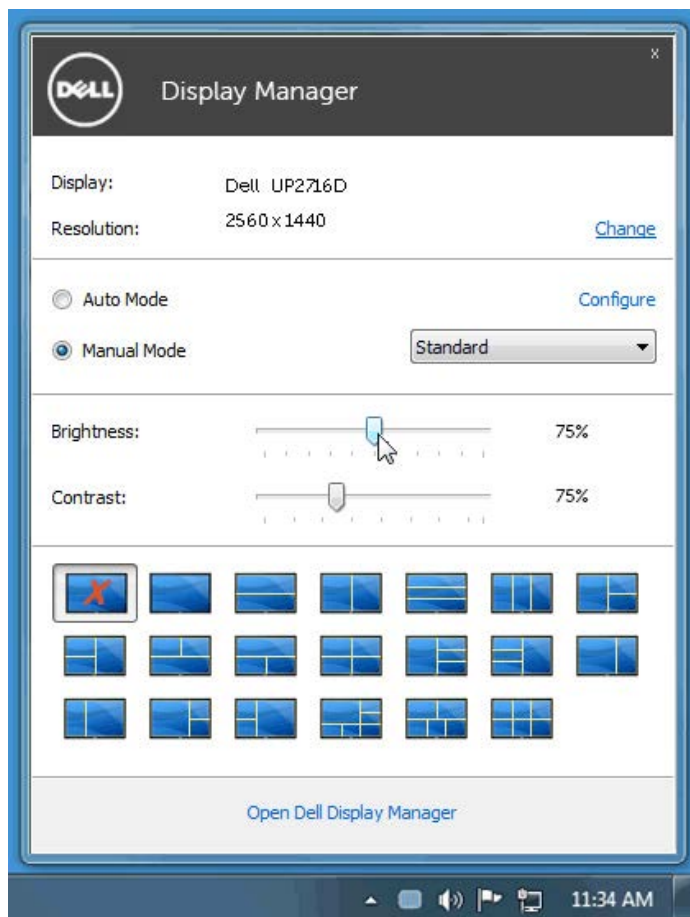 x
DELL Display Manager
Display: Dell UP2716D
Resolution: 2560 x 1440 Change
Auto Mode Configure
Manual Mode Standard
Brightness: 75%
Contrast: 75%
Open Dell Display Manager
11:34 AM